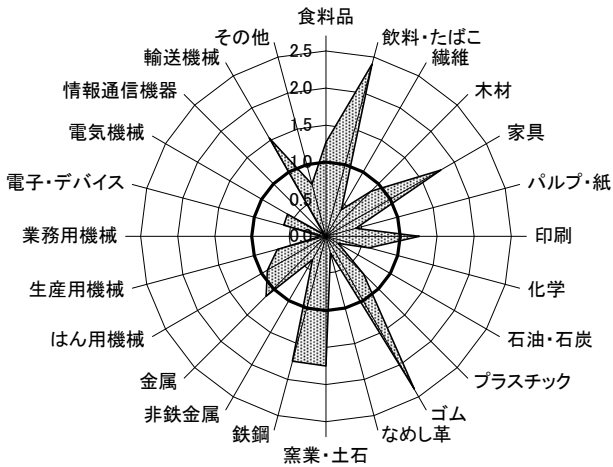 食料品
飲料・たばこ
繊維
木材
家具
パルプ・紙
印刷
化学
石油・石炭
プラスチック
ゴム
なめし革
窯業・土石
鉄鋼
非鉄金属
金属
はん用機械
生産用機械
業務用機械
電子・デバイス
電気機械
情報通信機器
輸送機械
その他
2.5
2.0
1.5
1.0
0.5
0.0